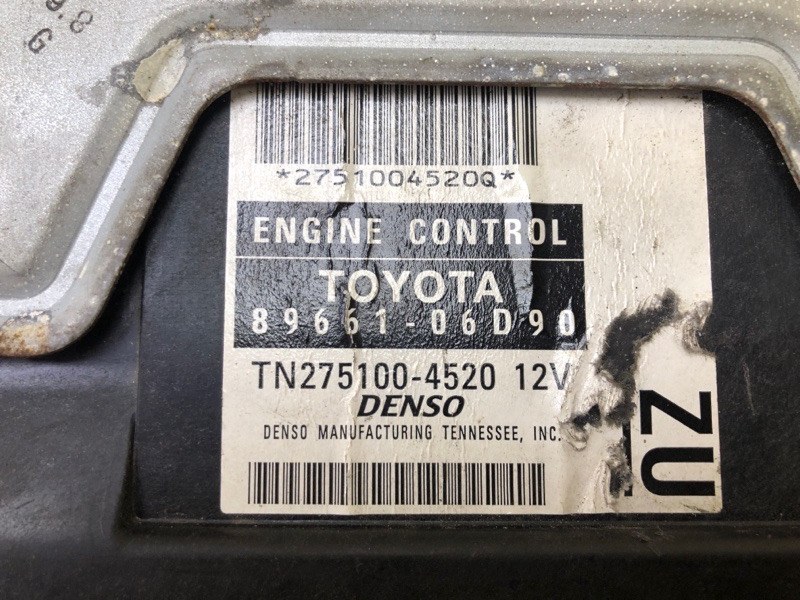 *2751004520Q*
ENGINE CONTROL
TOYOTA
89661-06D90
TN275100-4520 12V
DENSO
DENSO MANUFACTURING TENNESSEE, INC.
ZU